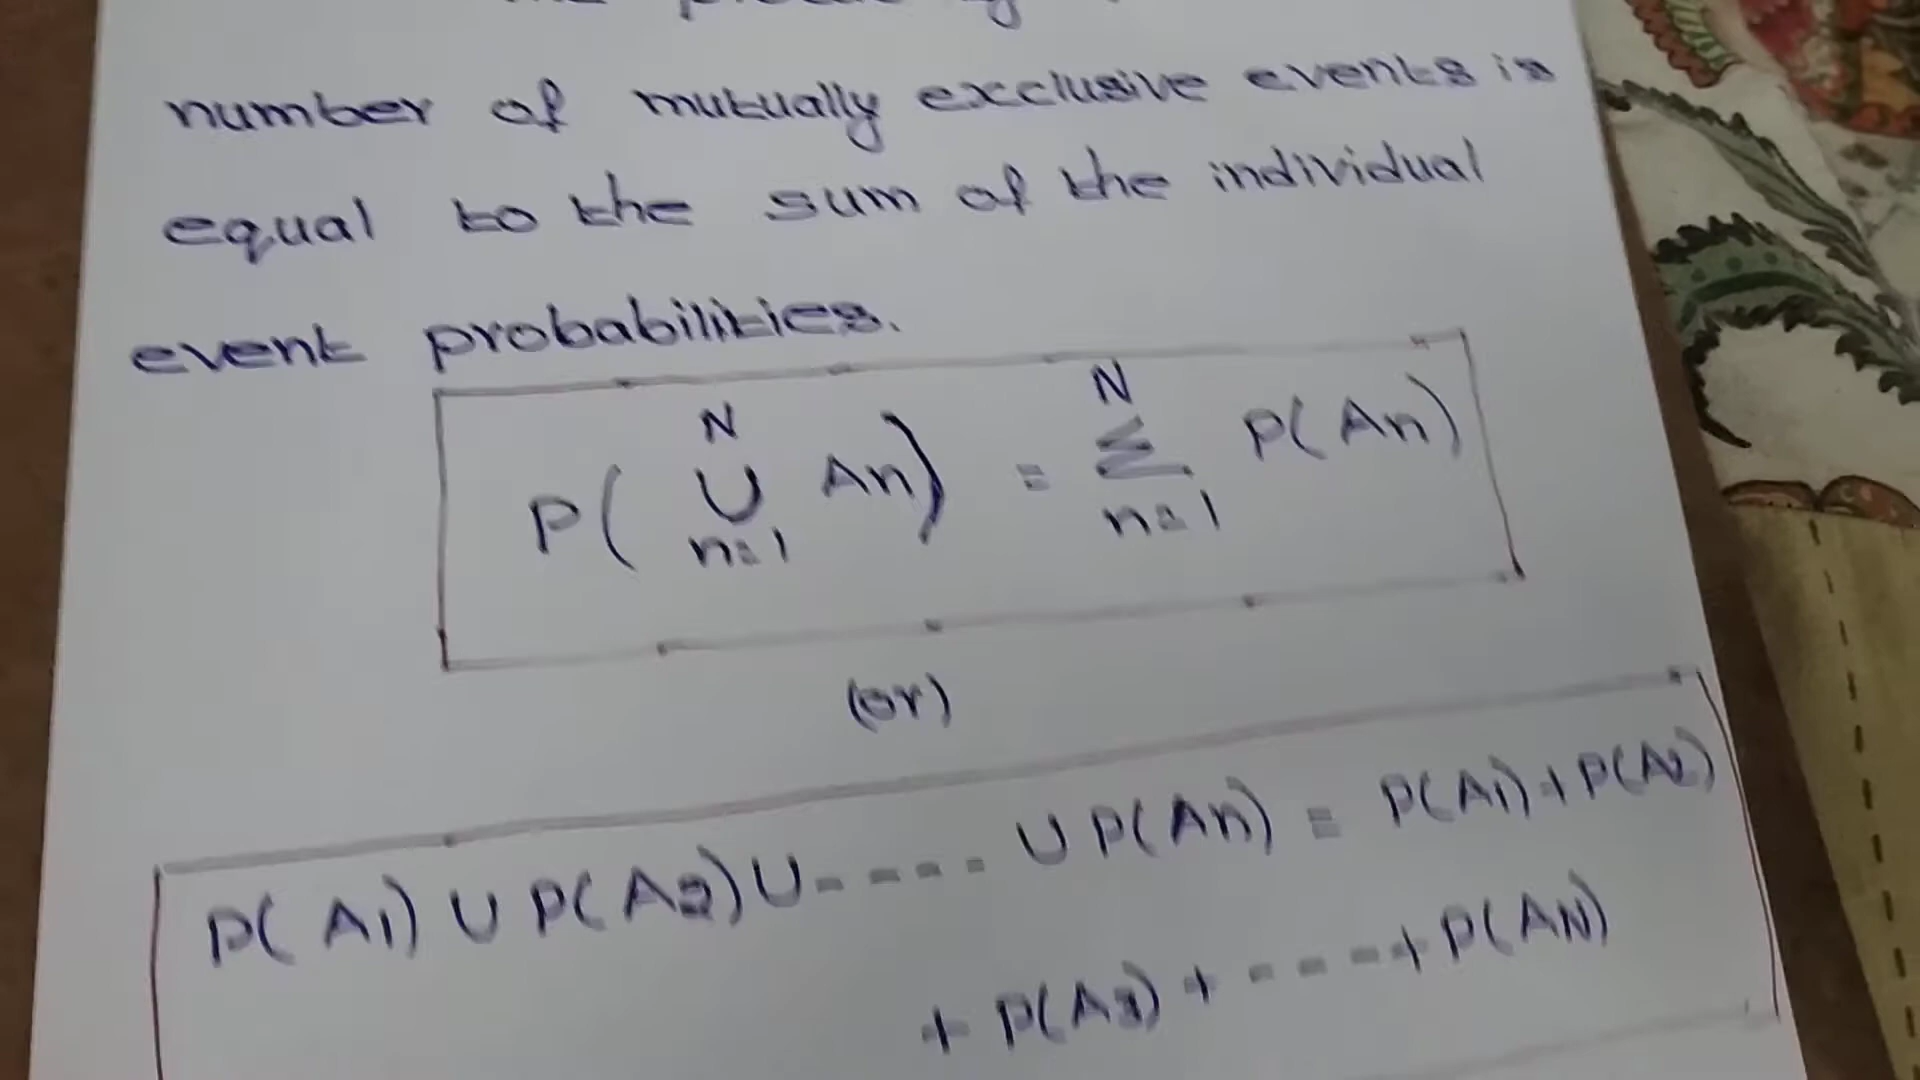 number of mutually exclusive events is
equal to the sum of the individual
event probabilities.
P( N ∪ n=1 An) = N Σ n=1 P(An)
(or)
P(A1) ∪ P(A2) ∪ ---- ∪ P(An) = P(A1)+P(A2)
+ P(A3) + ----+ P(AN)